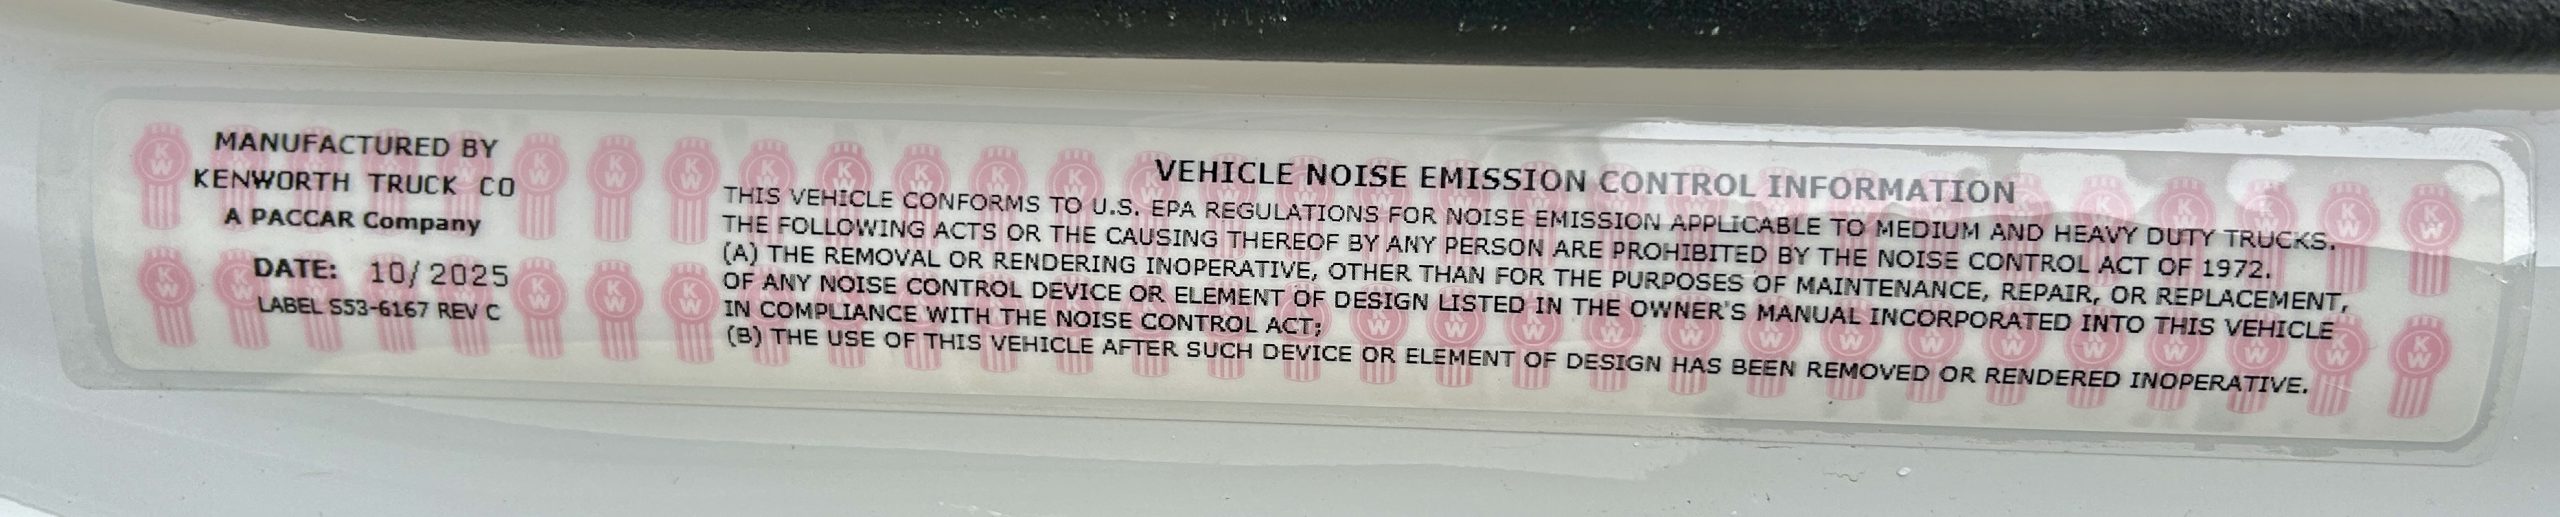 MANUFACTURED BY
KENWORTH TRUCK CO
A PACCAR Company
DATE: 10/2025
LABEL S53-6167 REV C
VEHICLE NOISE EMISSION CONTROL INFORMATION
THIS VEHICLE CONFORMS TO U.S. EPA REGULATIONS FOR NOISE EMISSION APPLICABLE TO MEDIUM AND HEAVY DUTY TRUCKS.
THE FOLLOWING ACTS OR THE CAUSING THEREOF BY ANY PERSON ARE PROHIBITED BY THE NOISE CONTROL ACT OF 1972.
(A) THE REMOVAL OR RENDERING INOPERATIVE, OTHER THAN FOR THE PURPOSES OF MAINTENANCE, REPAIR, OR REPLACEMENT,
OF ANY NOISE CONTROL DEVICE OR ELEMENT OF DESIGN LISTED IN THE OWNER'S MANUAL INCORPORATED INTO THIS VEHICLE
IN COMPLIANCE WITH THE NOISE CONTROL ACT;
(B) THE USE OF THIS VEHICLE AFTER SUCH DEVICE OR ELEMENT OF DESIGN HAS BEEN REMOVED OR RENDERED INOPERATIVE.